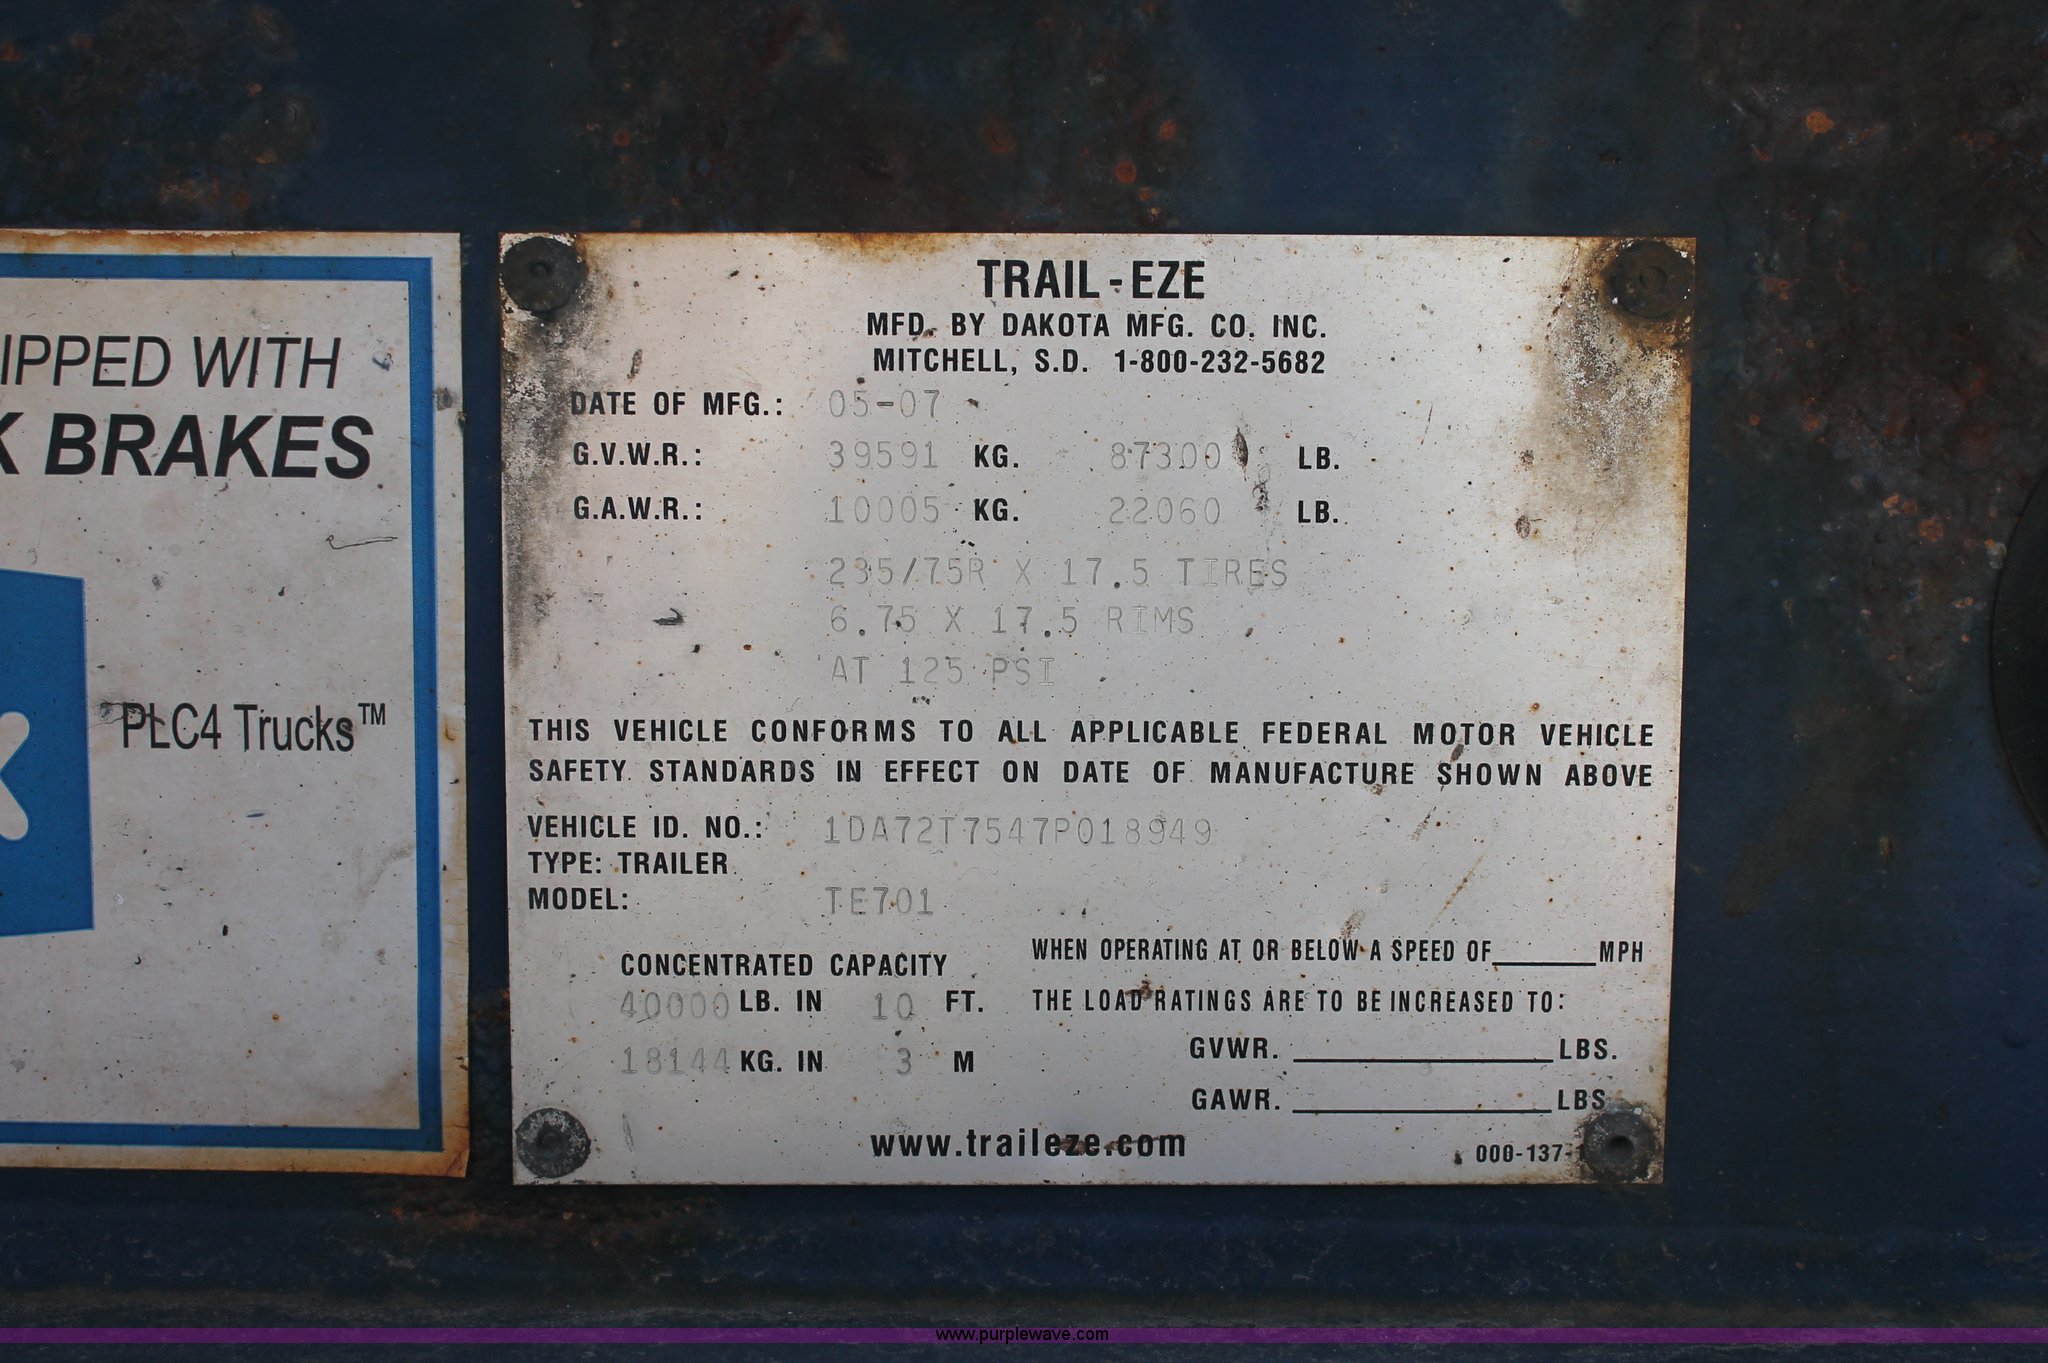 IPPED WITH
K BRAKES
PLC4 Trucks™
TRAIL-EZE
MFD. BY DAKOTA MFG. CO. INC.
MITCHELL, S.D. 1-800-232-5682
DATE OF MFG.: 05-07
G.V.W.R.: 39591 KG. 87300 LB.
G.A.W.R.: 10005 KG. 22060 LB.
235/75R X 17.5 TIRES
6.75 X 17.5 RIMS
AT 125 PSI
THIS VEHICLE CONFORMS TO ALL APPLICABLE FEDERAL MOTOR VEHICLE
SAFETY STANDARDS IN EFFECT ON DATE OF MANUFACTURE SHOWN ABOVE
VEHICLE ID. NO.: 1DA72T7547P018949
TYPE: TRAILER
MODEL: TE701
CONCENTRATED CAPACITY
40000 LB. IN 10 FT.
18144 KG. IN 3 M
WHEN OPERATING AT OR BELOW A SPEED OF______MPH
THE LOAD RATINGS ARE TO BE INCREASED TO:
GVWR. ______LBS.
GAWR. ______LBS
www.traileze.com
000-137-
www.purplewave.com